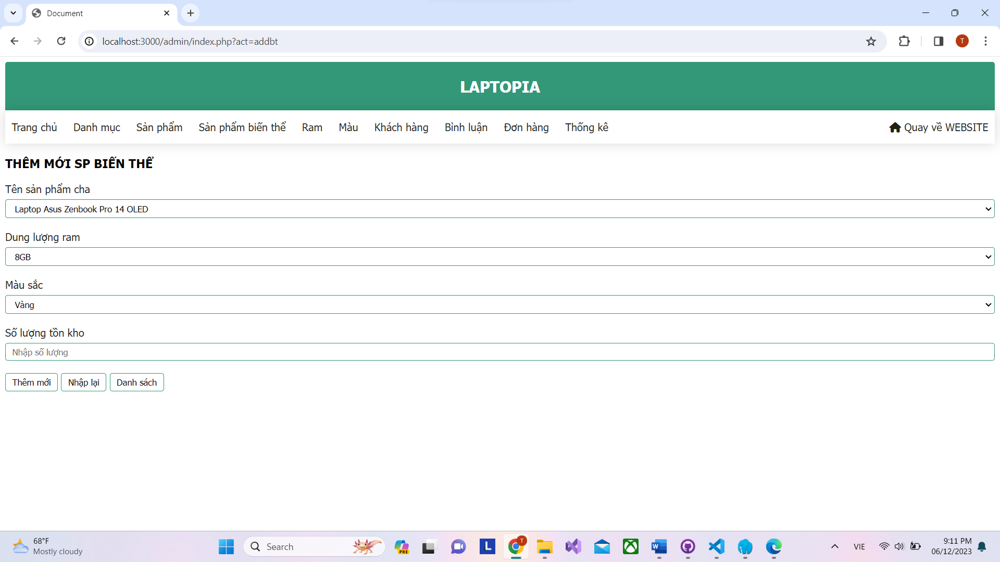 Document
localhost:3000/admin/index.php?act=addbt
T
LAPTOPIA
Trang chủ Danh mục Sản phẩm Sản phẩm biến thể Ram Màu Khách hàng Bình luận Đơn hàng Thống kê Quay về WEBSITE
THÊM MỚI SP BIẾN THỂ
Tên sản phẩm cha
Laptop Asus Zenbook Pro 14 OLED
Dung lượng ram
8GB
Màu sắc
Vàng
Số lượng tồn kho
Nhập số lượng
Thêm mới Nhập lại Danh sách
68°F
Mostly cloudy
Search
PRE
L
T
W
VIE
9:11 PM
06/12/2023